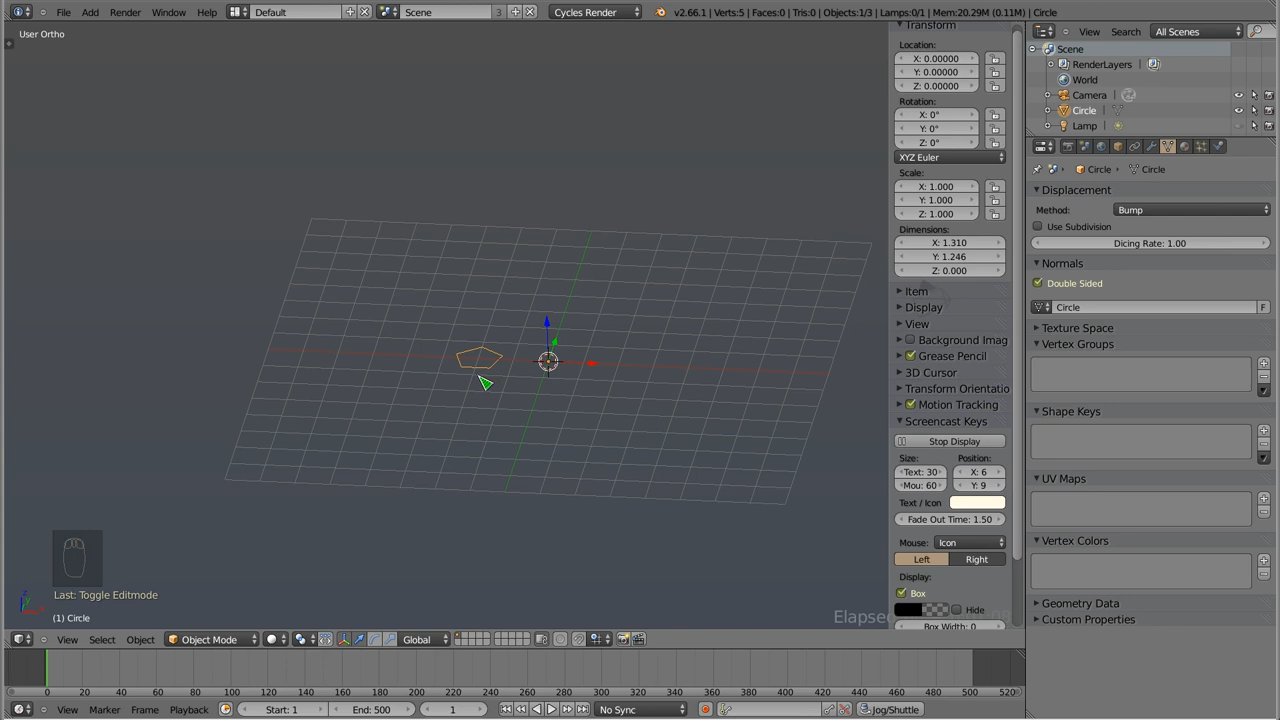 File Add Render Window Help Default Scene 3 Cycles Render v2.66.1 | Verts:5 | Faces:0 | Tris:0 | Objects:1/3 | Lamps:0/1 | Mem:20.29M (0.11M) | Circle
User Ortho
Transform
Location:
X: 0.00000
Y: 0.00000
Z: 0.00000
Rotation:
X: 0°
Y: 0°
Z: 0°
XYZ Euler
Scale:
X: 1.000
Y: 1.000
Z: 1.000
Dimensions:
X: 1.310
Y: 1.246
Z: 0.000
Item
Display
View
Background Imag
Grease Pencil
3D Cursor
Transform Orientatio
Motion Tracking
Screencast Keys
Stop Display
Size: Position:
Text: 30 X: 6
Mou: 60 Y: 9
Text / Icon
Fade Out Time: 1.50
Mouse: Icon
Left Right
Display:
Box
Hide
Box Width: 0
Elapsed
Last: Toggle Editmode
(1) Circle
View Select Object Object Mode Global
0 20 40 60 80 100 120 140 160 180 200 220 240 260 280 300 320 340 360 380 400 420 440 460 480 500 520
View Marker Frame Playback Start: 1 End: 500 1 No Sync Jog/Shuttle
View Search All Scenes
Scene
RenderLayers
World
Camera
Circle
Lamp
Circle Circle
Displacement
Method: Bump
Use Subdivision
Dicing Rate: 1.00
Normals
Double Sided
Circle F
Texture Space
Vertex Groups
Shape Keys
UV Maps
Vertex Colors
Geometry Data
Custom Properties